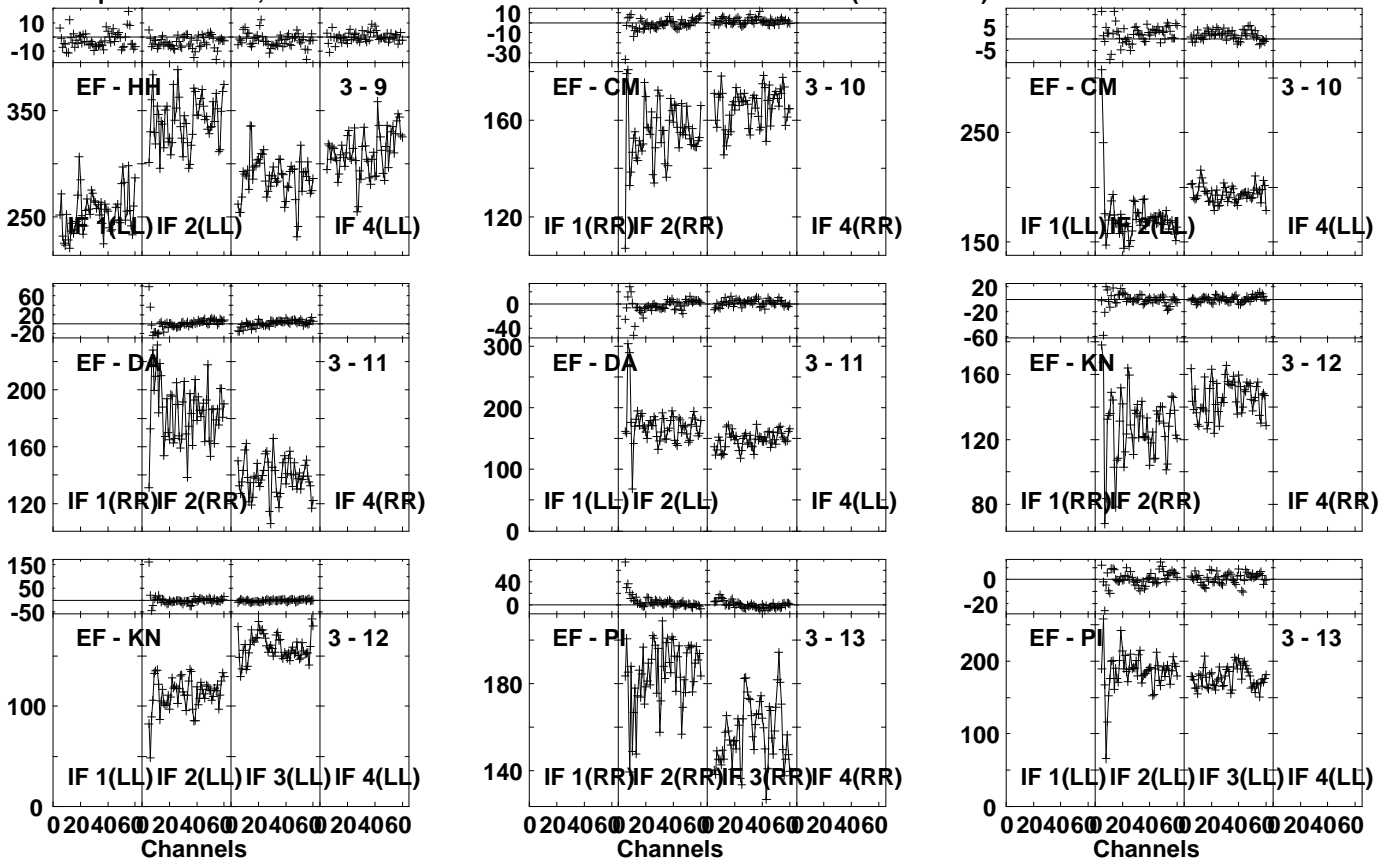 10
-10
EF - HH
3 - 9
350
250
IF 1(LL) IF 2(LL)
IF 4(LL)
10
-10
-30
EF - CM
3 - 10
160
120
IF 1(RR) IF 2(RR)
IF 4(RR)
5
-5
EF - CM
3 - 10
250
150
IF 1(LL) IF 2(LL)
IF 4(LL)
60
20
-20
EF - DA
3 - 11
200
160
120
IF 1(RR) IF 2(RR)
IF 4(RR)
0
-40
300
EF - DA
3 - 11
200
100
0
IF 1(LL) IF 2(LL)
IF 4(LL)
20
-20
-60
EF - KN
3 - 12
160
120
80
IF 1(RR) IF 2(RR)
IF 4(RR)
150
50
-50
EF - KN
3 - 12
100
0
IF 1(LL) IF 2(LL) IF 3(LL) IF 4(LL)
40
0
EF - PI
3 - 13
180
140
IF 1(RR) IF 2(RR) IF 3(RR) IF 4(RR)
0
-20
EF - PI
3 - 13
200
100
0
IF 1(LL) IF 2(LL) IF 3(LL) IF 4(LL)
0 204060 0 204060 0 204060 0 204060
Channels
0 204060 0 204060 0 204060 0 204060
Channels
0 204060 0 204060 0 204060 0 204060
Channels